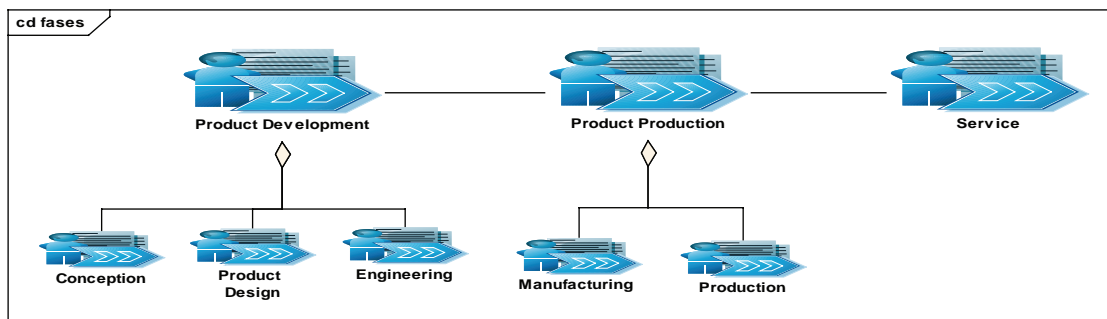 cd fases
Product Development
Product Production
Service
Conception
Product
Design
Engineering
Manufacturing
Production